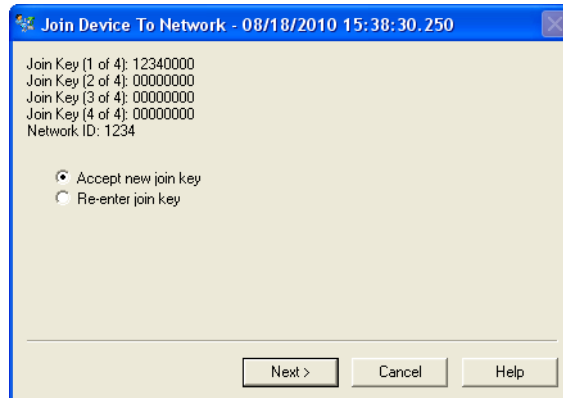 Join Device To Network - 08/18/2010 15:38:30.250
Join Key (1 of 4): 12340000
Join Key (2 of 4): 00000000
Join Key (3 of 4): 00000000
Join Key (4 of 4): 00000000
Network ID: 1234
Accept new join key
Re-enter join key
Next > Cancel Help